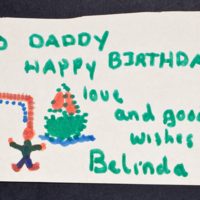 O DADDY
HAPPY BIRTHDA
love
and good
wishes
Belinda